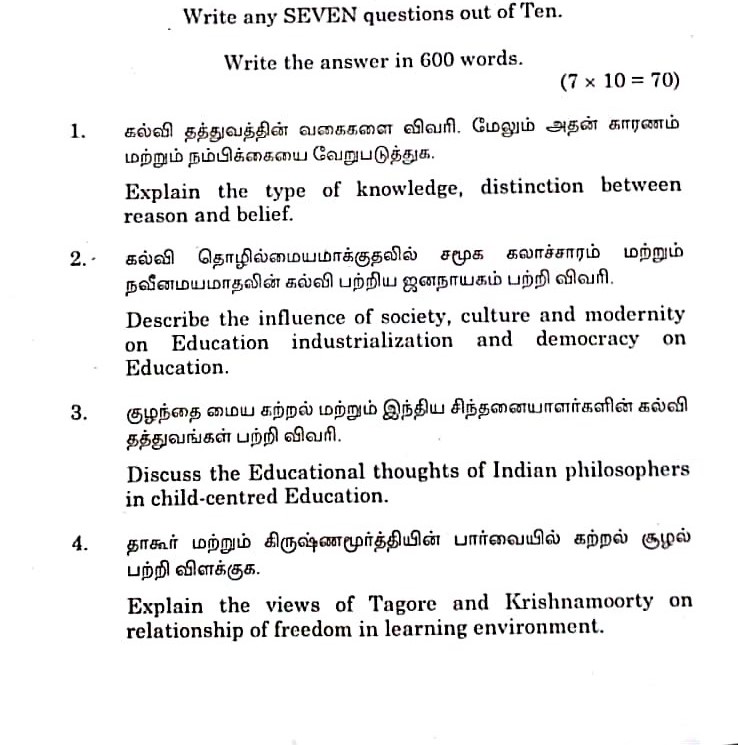 Write any SEVEN questions out of Ten.
Write the answer in 600 words.
(7 × 10 = 70)
1. கல்வி தத்துவத்தின் வகைகளை விவரி. மேலும் அதன் காரணம்
மற்றும் நம்பிக்கையை வேறுபடுத்துக.
Explain the type of knowledge, distinction between
reason and belief.
2. கல்வி தொழில்மையமாக்குதலில் சமூக கலாச்சாரம் மற்றும்
நவீனமயமாதலின் கல்வி பற்றிய ஜனநாயகம் பற்றி விவரி.
Describe the influence of society, culture and modernity
on Education industrialization and democracy on
Education.
3. குழந்தை மைய கற்றல் மற்றும் இந்திய சிந்தனையாளர்களின் கல்வி
தத்துவங்கள் பற்றி விவரி.
Discuss the Educational thoughts of Indian philosophers
in child-centred Education.
4. தாகூர் மற்றும் கிருஷ்ணமூர்த்தியின் பார்வையில் கற்றல் சூழல்
பற்றி விளக்குக.
Explain the views of Tagore and Krishnamoorty on
relationship of freedom in learning environment.